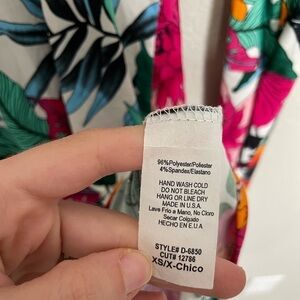 96%Polyester/Poliester
4%Spandex/Elastano
HAND WASH COLD
DO NOT BLEACH
HANG OR LINE DRY
MADE IN U.S.A.
Lave Frio a Mano, No Cloro
Secar Colgado
HECHO EN E.U.A
STYLE# D-6850
CUT# 12786
XS/X-Chico